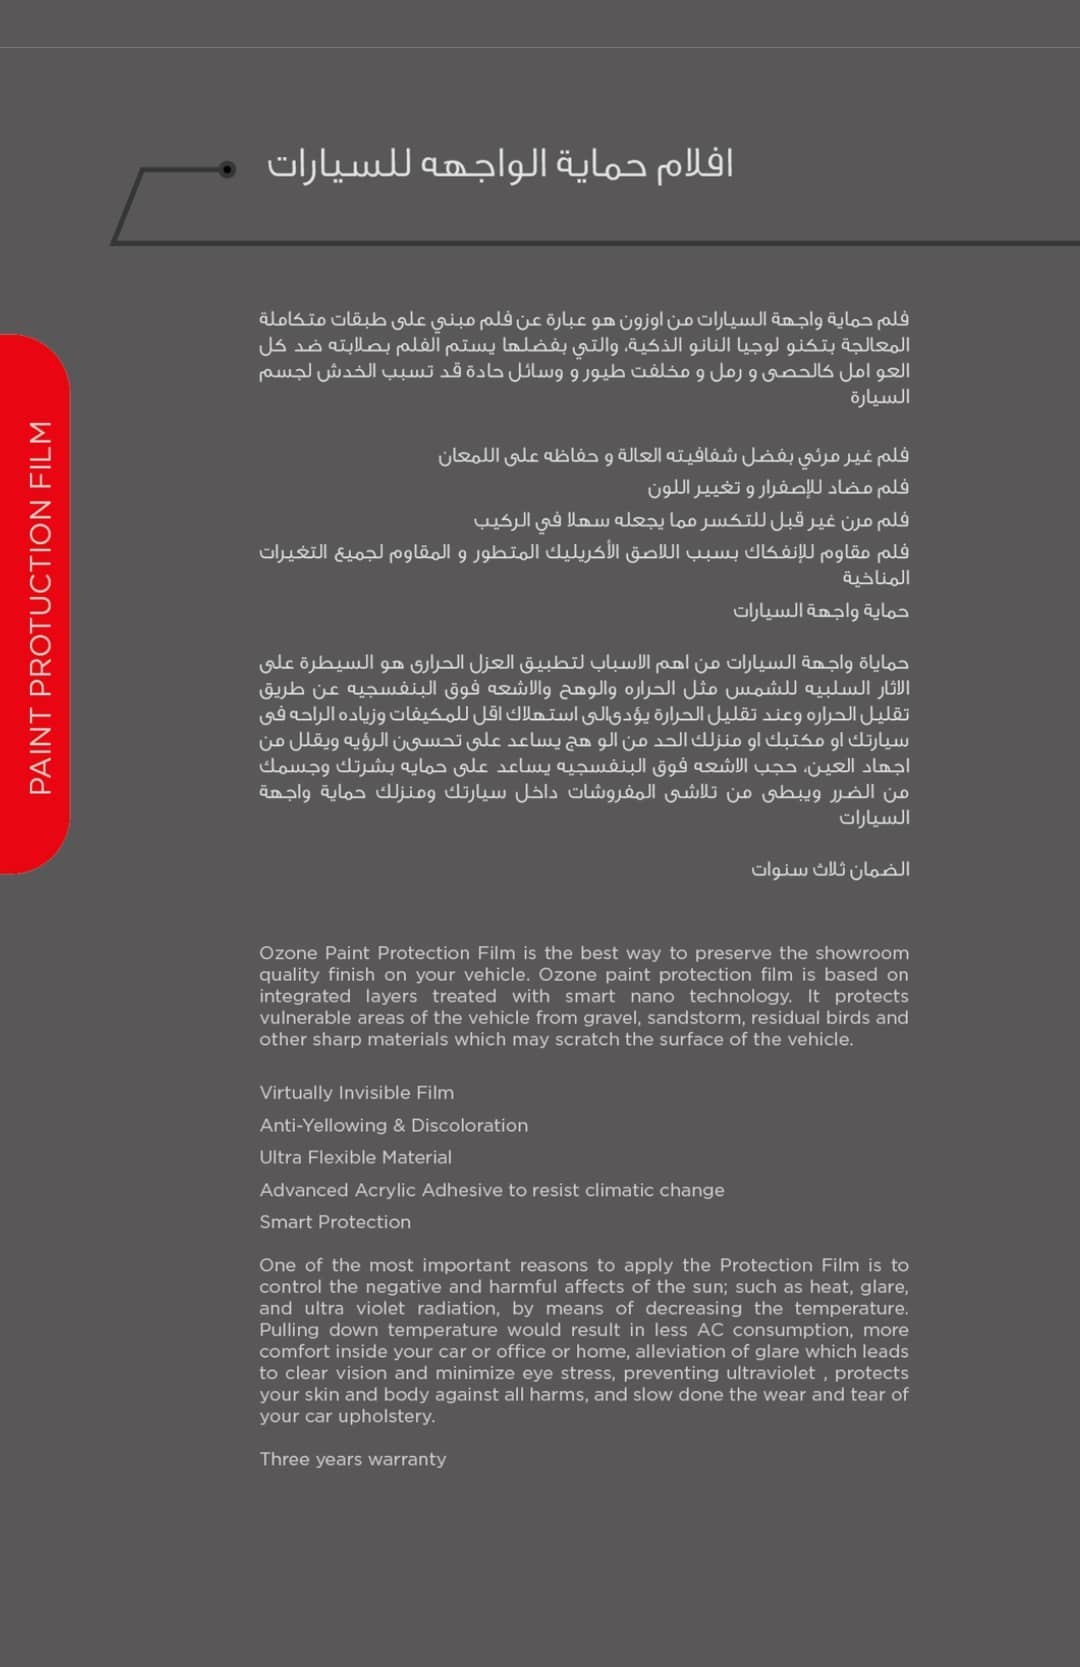 افلام حماية الواجهه للسيارات
PAINT PROTUCTION FILM
فلم حماية واجهة السيارات من اوزون هو عبارة عن فلم مبني على طبقات متكاملة
المعالجة بتكنو لوجيا النانو الذكية، والتي بفضلها يستم الفلم بصلابته ضد كل
العو امل كالحصى و رمل و مخلفت طيور و وسائل حادة قد تسبب الخدش لجسم
السيارة
فلم غير مرئي بفضل شفافيته العالة و حفاظه على اللمعان
فلم مضاد للإصفرار و تغيير اللون
فلم مرن غير قبل للتكسر مما يجعله سهلا في الركيب
فلم مقاوم للإنفكاك بسبب اللاصق الأكريليك المتطور و المقاوم لجميع التغيرات
المناخية
حماية واجهة السيارات
حماياة واجهة السيارات من اهم الاسباب لتطبيق العزل الحرارى هو السيطرة على
الاثار السلبيه للشمس مثل الحراره والوهج والاشعه فوق البنفسجيه عن طريق
تقليل الحراره وعند تقليل الحرارة يؤدىالى استهلاك اقل للمكيفات وزياده الراحه فى
سيارتك او مكتبك او منزلك الحد من الو هج يساعد على تحسىن الرؤيه ويقلل من
اجهاد العين، حجب الاشعه فوق البنفسجيه يساعد على حمايه بشرتك وجسمك
من الضرر ويبطى من تلاشى المفروشات داخل سيارتك ومنزلك حماية واجهة
السيارات
الضمان ثلاث سنوات
Ozone Paint Protection Film is the best way to preserve the showroom
quality finish on your vehicle. Ozone paint protection film is based on
integrated layers treated with smart nano technology. It protects
vulnerable areas of the vehicle from gravel, sandstorm, residual birds and
other sharp materials which may scratch the surface of the vehicle.
Virtually Invisible Film
Anti-Yellowing & Discoloration
Ultra Flexible Material
Advanced Acrylic Adhesive to resist climatic change
Smart Protection
One of the most important reasons to apply the Protection Film is to
control the negative and harmful affects of the sun; such as heat, glare,
and ultra violet radiation, by means of decreasing the temperature.
Pulling down temperature would result in less AC consumption, more
comfort inside your car or office or home, alleviation of glare which leads
to clear vision and minimize eye stress, preventing ultraviolet , protects
your skin and body against all harms, and slow done the wear and tear of
your car upholstery.
Three years warranty